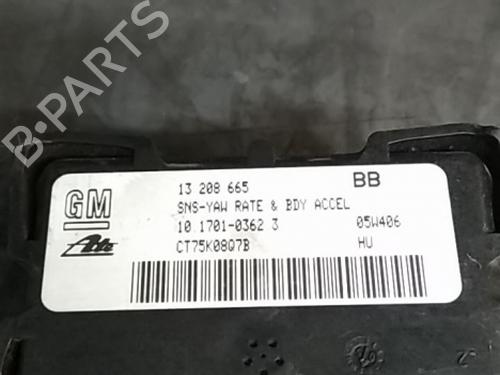 B-PARTS
GM
13 208 665 BB
SNS-YAW RATE & BDY ACCEL
10.1701-0362 3 05W406
Ate CT75K08Q7B HU